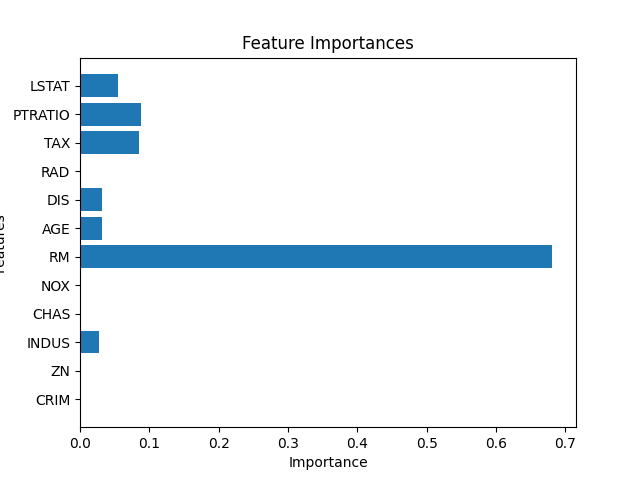 Feature Importances
LSTAT
PTRATIO
TAX
RAD
DIS
AGE
RM
NOX
CHAS
INDUS
ZN
CRIM
0.0 0.1 0.2 0.3 0.4 0.5 0.6 0.7
Importance